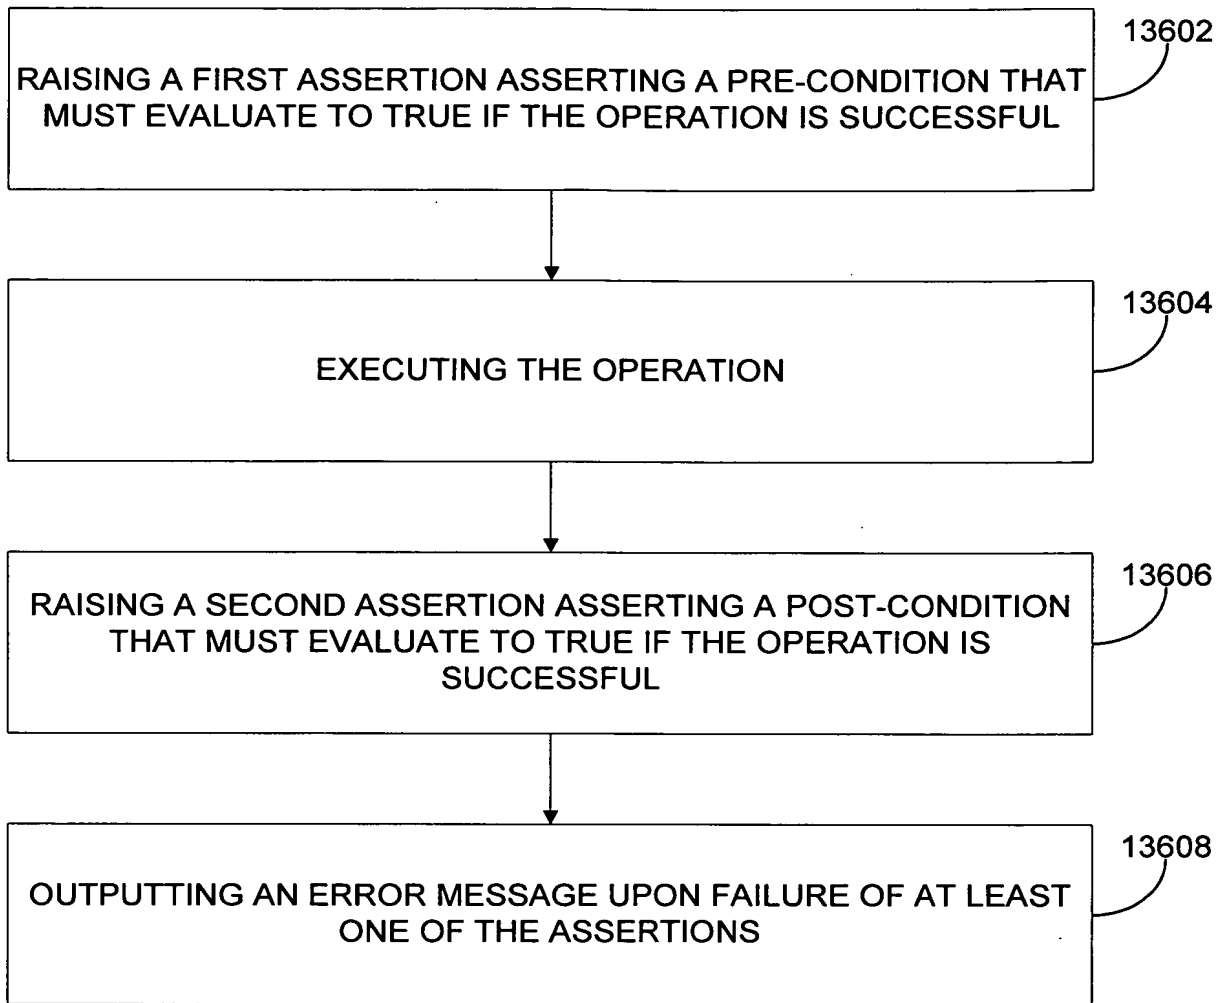 13602
RAISING A FIRST ASSERTION ASSERTING A PRE-CONDITION THAT
MUST EVALUATE TO TRUE IF THE OPERATION IS SUCCESSFUL
13604
EXECUTING THE OPERATION
13606
RAISING A SECOND ASSERTION ASSERTING A POST-CONDITION
THAT MUST EVALUATE TO TRUE IF THE OPERATION IS
SUCCESSFUL
13608
OUTPUTTING AN ERROR MESSAGE UPON FAILURE OF AT LEAST
ONE OF THE ASSERTIONS